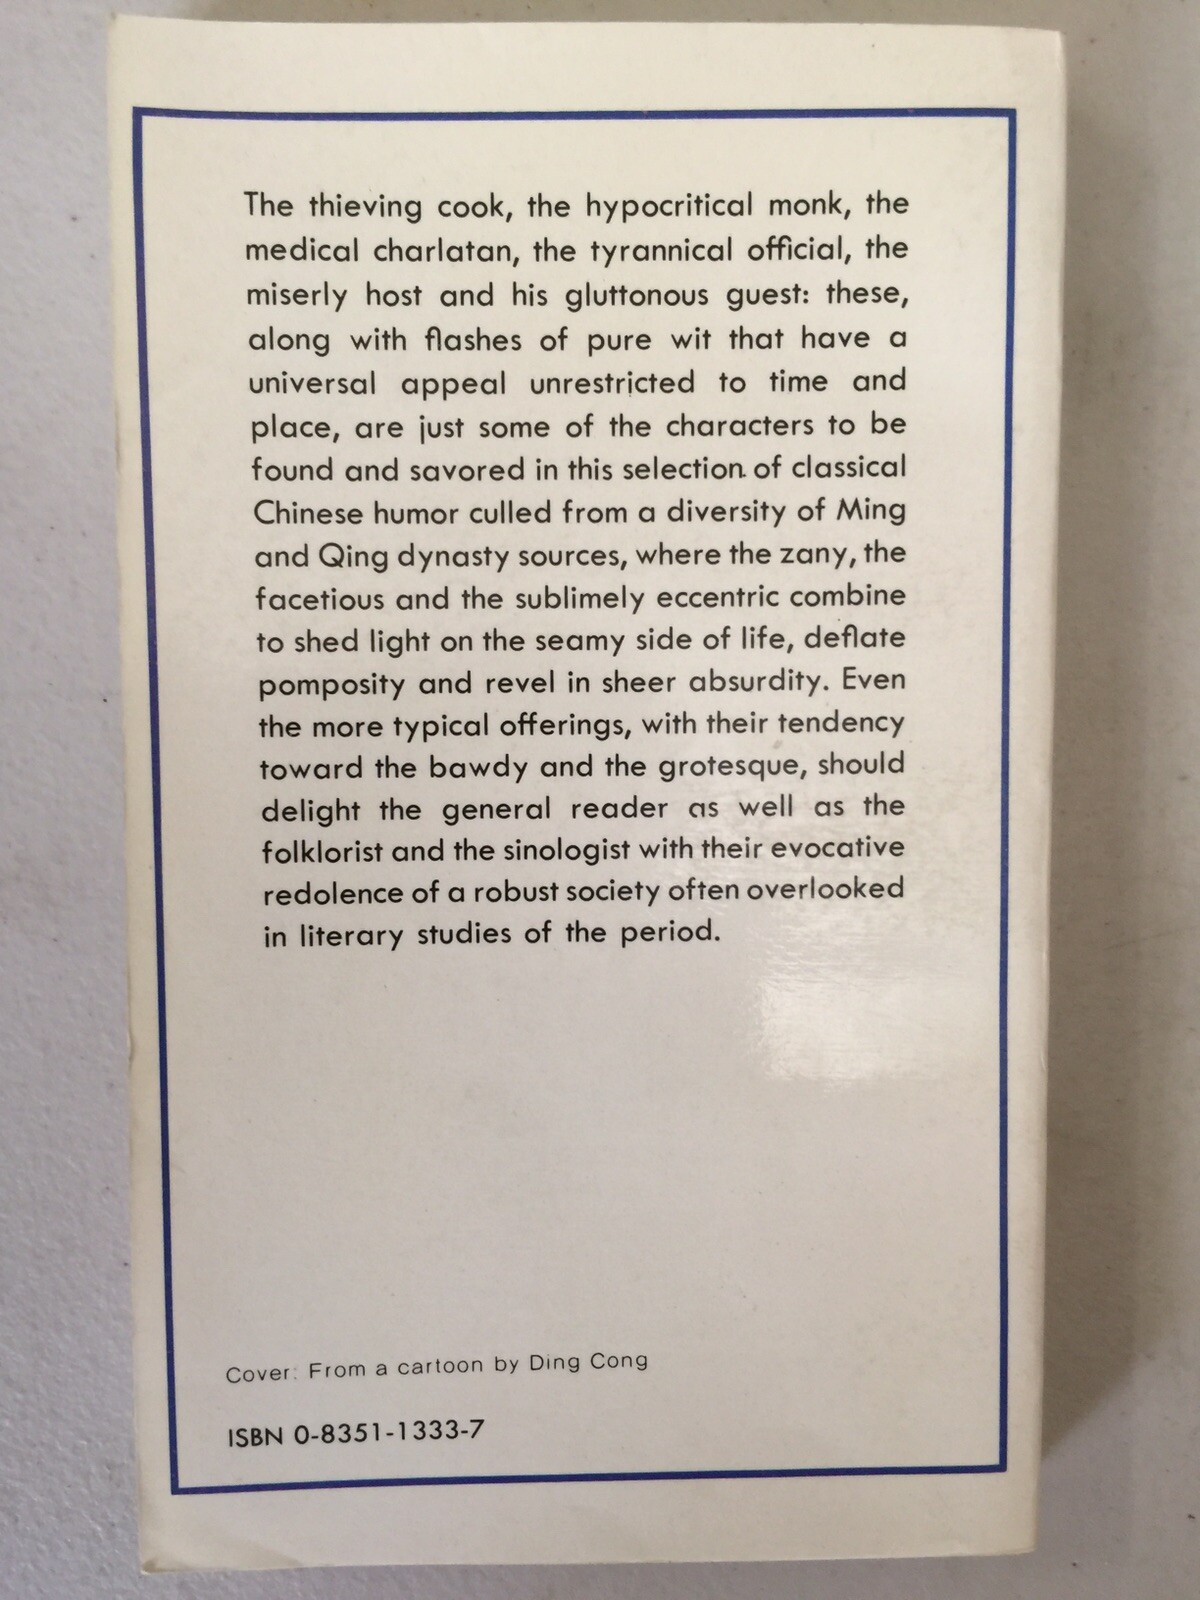 The thieving cook, the hypocritical monk, the
medical charlatan, the tyrannical official, the
miserly host and his gluttonous guest: these,
along with flashes of pure wit that have a
universal appeal unrestricted to time and
place, are just some of the characters to be
found and savored in this selection of classical
Chinese humor culled from a diversity of Ming
and Qing dynasty sources, where the zany, the
facetious and the sublimely eccentric combine
to shed light on the seamy side of life, deflate
pomposity and revel in sheer absurdity. Even
the more typical offerings, with their tendency
toward the bawdy and the grotesque, should
delight the general reader as well as the
folklorist and the sinologist with their evocative
redolence of a robust society often overlooked
in literary studies of the period.
Cover: From a cartoon by Ding Cong
ISBN 0-8351-1333-7